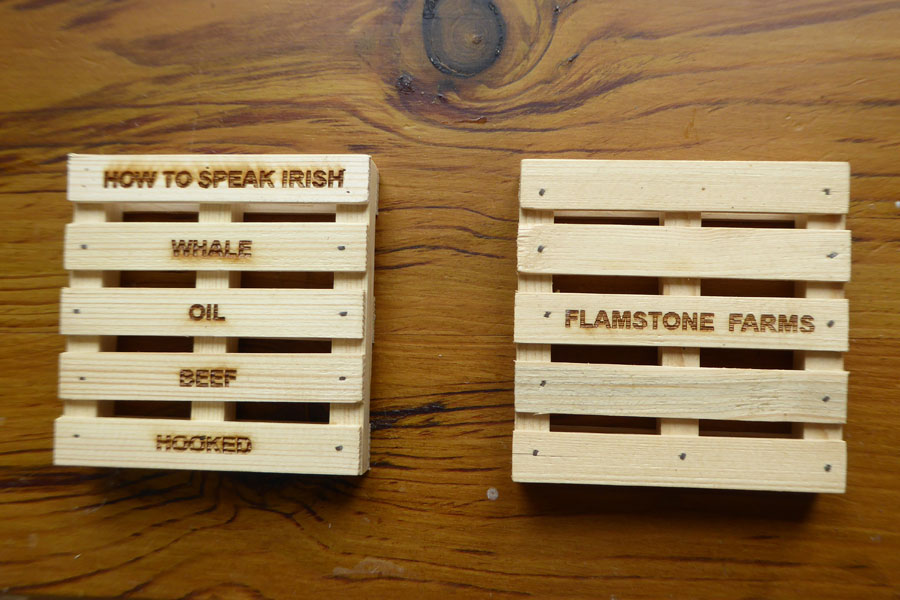 HOW TO SPEAK IRISH
WHALE
OIL
BEEF
HOOKED
FLAMSTONE FARMS